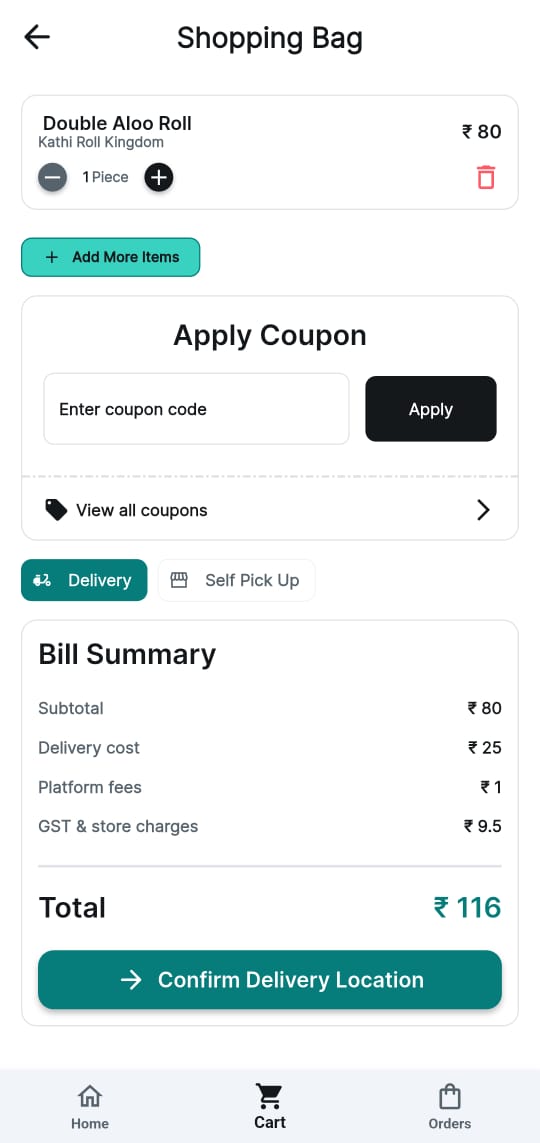 Shopping Bag
Double Aloo Roll
₹ 80
Kathi Roll Kingdom
1 Piece
Add More Items
Apply Coupon
Enter coupon code
Apply
View all coupons
Delivery
Self Pick Up
Bill Summary
Subtotal ₹ 80
Delivery cost ₹ 25
Platform fees ₹ 1
GST & store charges ₹ 9.5
Total ₹ 116
Confirm Delivery Location
Home
Cart
Orders